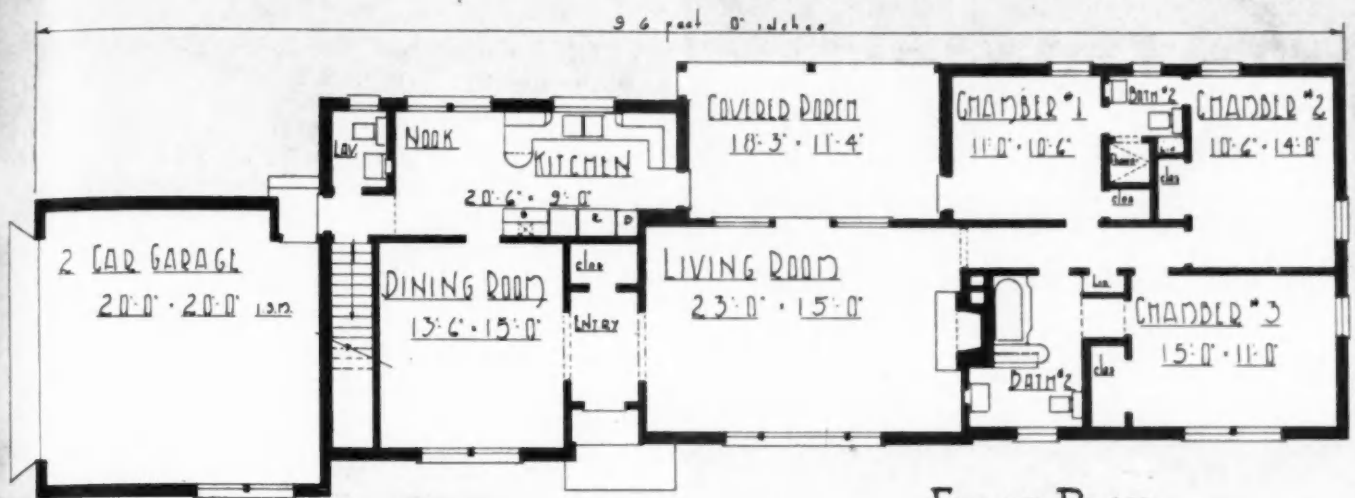 96 feet 0" inches
COVERED PORCH
18'-3" · 11'-4"
CHAMBER #1
11'-0" · 10'-6"
BATH #2
CHAMBER #2
10'-6" · 14'-0"
LAV.
NOOK
KITCHEN
20'-6" · 9'-0"
R
D
Lin
clos
clos
2 CAR GARAGE
20'-0" · 20'-0"
DINING ROOM
13'-6" · 15'-0"
clos
ENTRY
LIVING ROOM
23'-0" · 15'-0"
Lin
CHAMBER #3
15'-0" · 11'-0"
BATH #2
clos